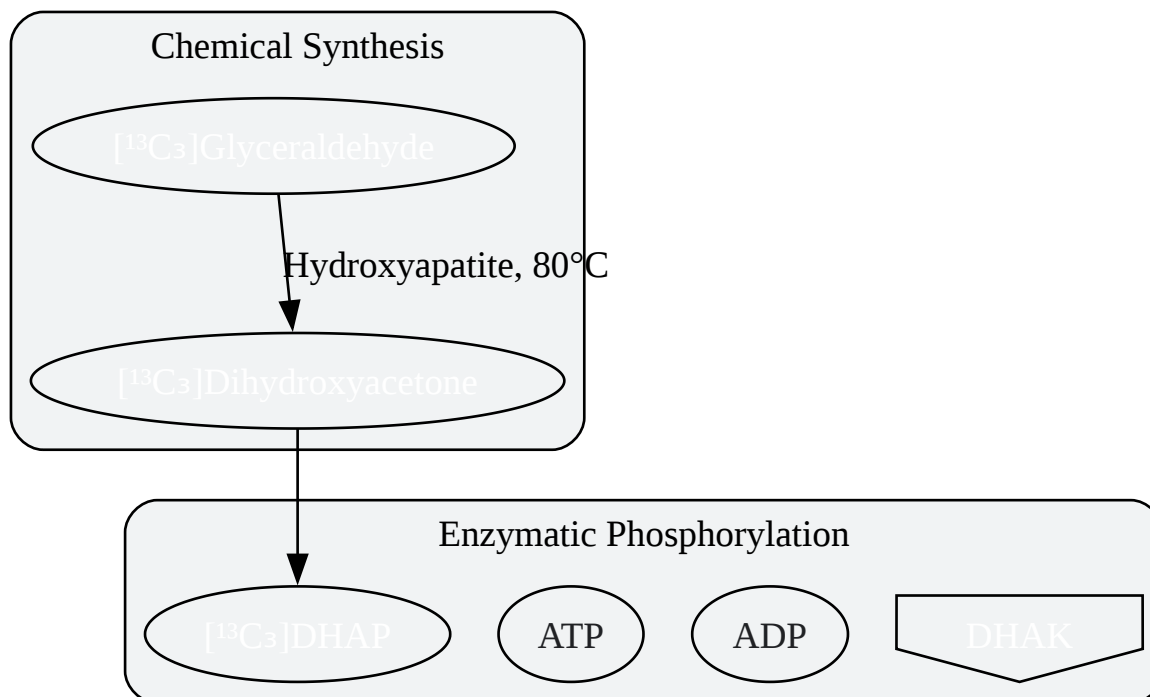 Chemical Synthesis
[¹³C₃]Glyceraldehyde
Hydroxyapatite, 80°C
[¹³C₃]Dihydroxyacetone
Enzymatic Phosphorylation
[¹³C₃]DHAP
ATP
ADP
DHAK